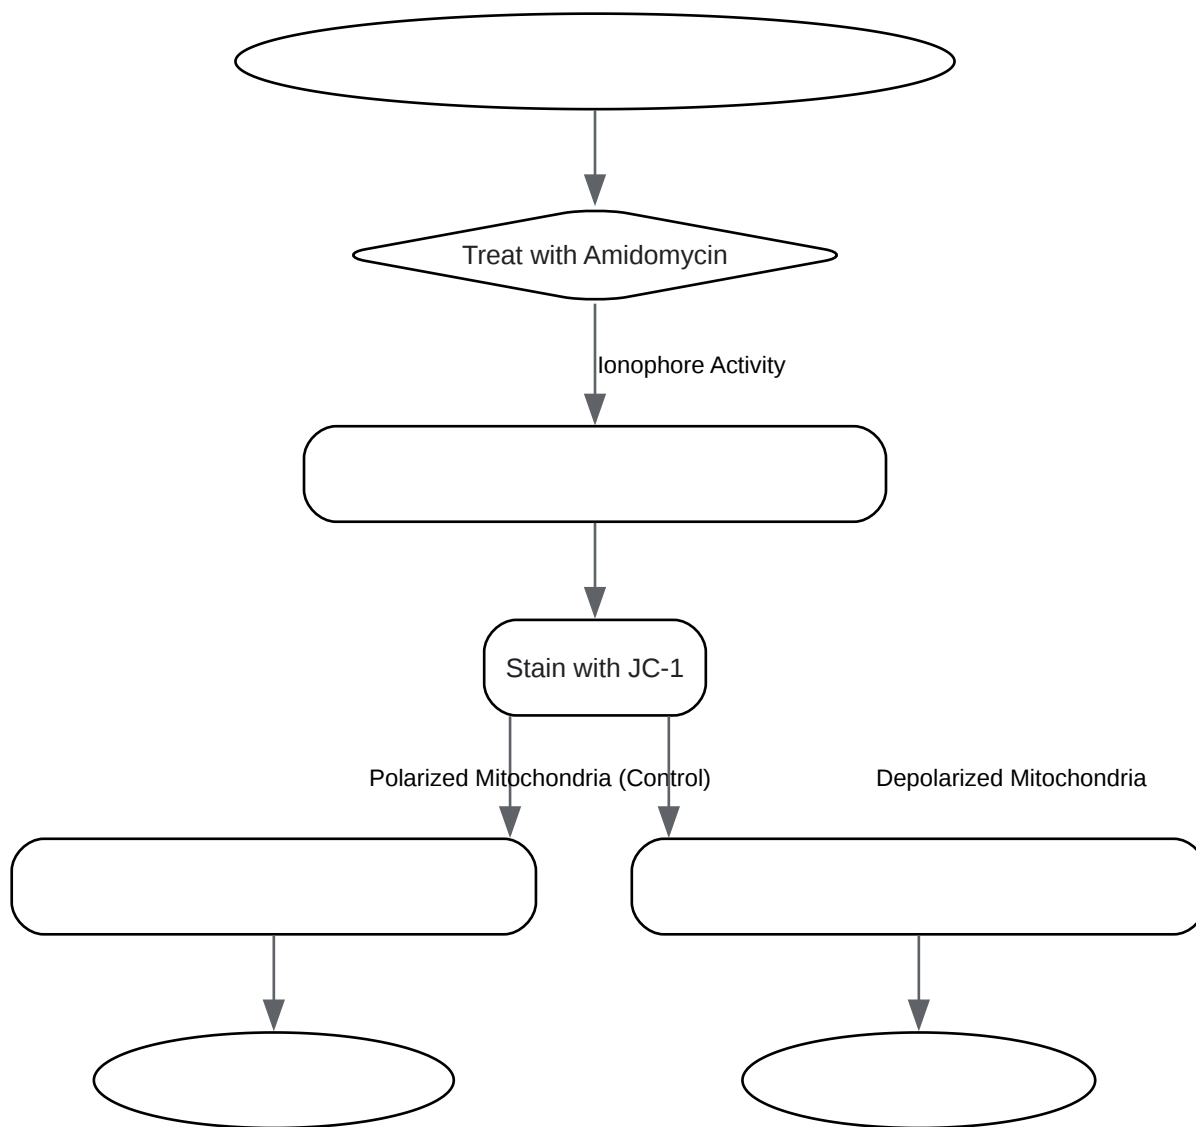 Treat with Amidomycin
Ionophore Activity
Stain with JC-1
Polarized Mitochondria (Control)
Depolarized Mitochondria